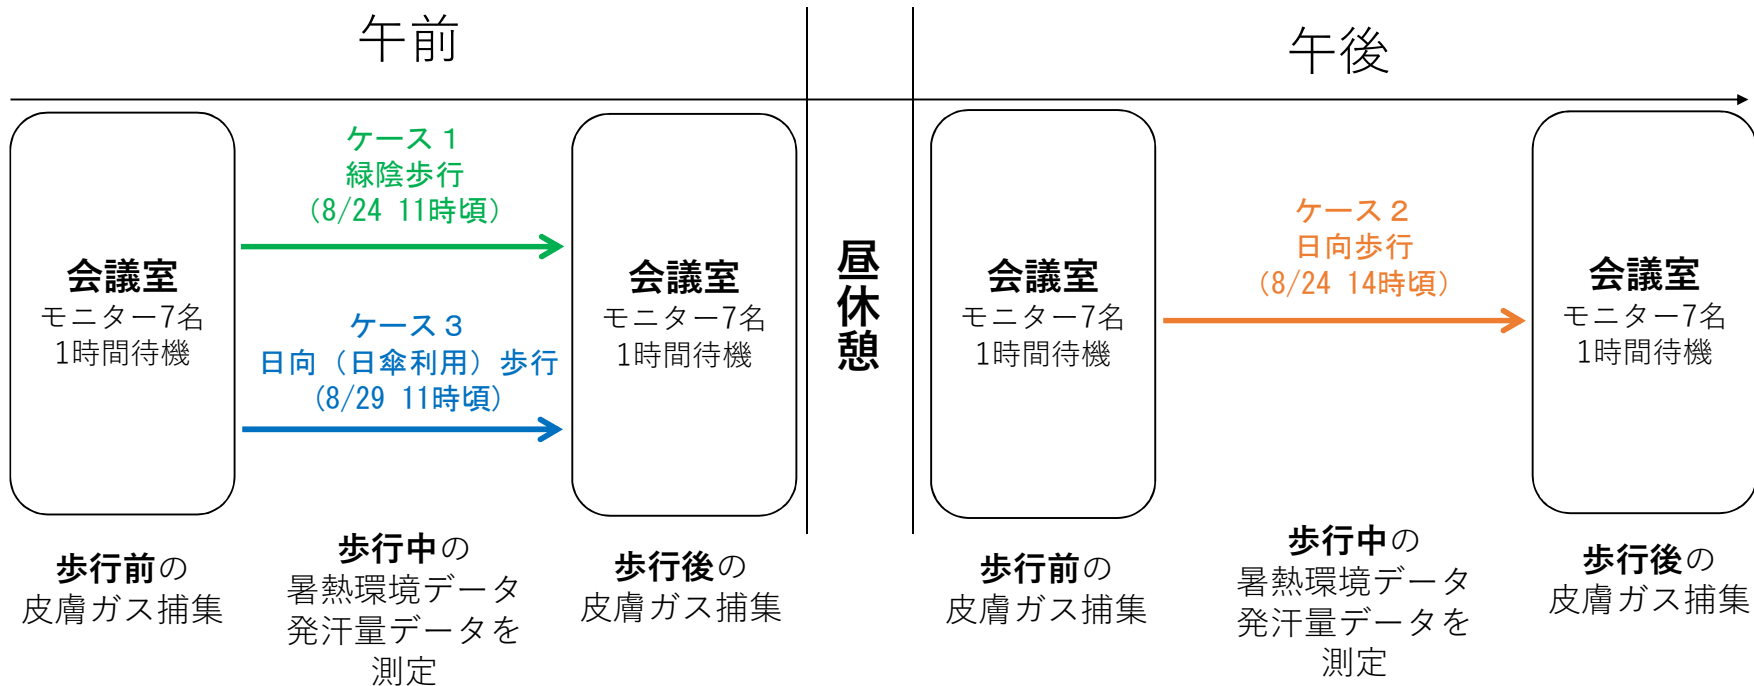 午前
午後
ケース１
緑陰歩行
(8/24 11時頃)
会議室
モニター7名
1時間待機
ケース３
日向（日傘利用）歩行
(8/29 11時頃)
会議室
モニター7名
1時間待機
昼休憩
会議室
モニター7名
1時間待機
ケース２
日向歩行
(8/24 14時頃)
会議室
モニター7名
1時間待機
歩行前の
皮膚ガス捕集
歩行中の
暑熱環境データ
発汗量データを
測定
歩行後の
皮膚ガス捕集
歩行前の
皮膚ガス捕集
歩行中の
暑熱環境データ
発汗量データを
測定
歩行後の
皮膚ガス捕集